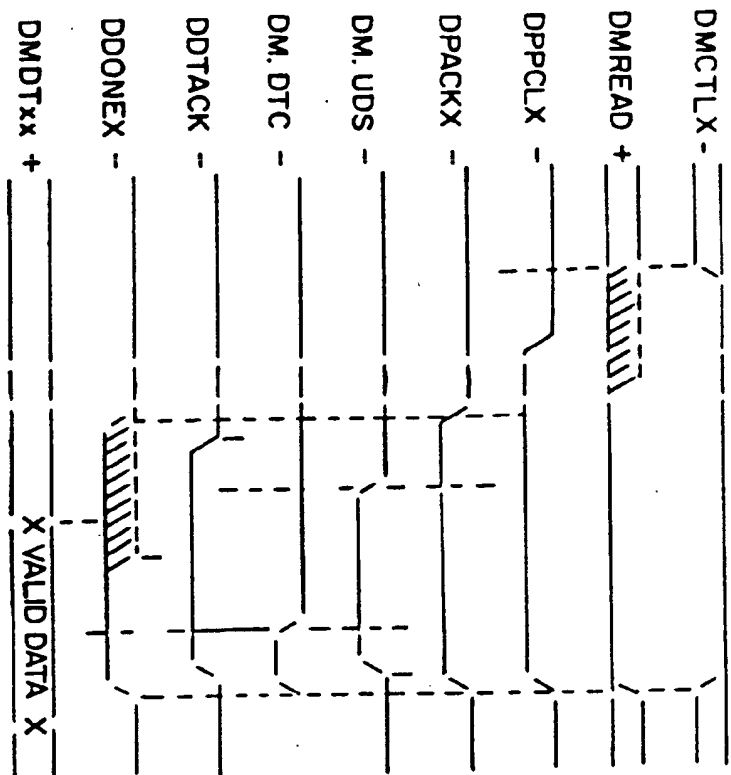 DMCTLX -
DMREAD +
DPPCLX -
DPACKX -
DM. UDS -
DM. DTC -
DDTACK -
DDONEX -
DMDTxx +
X VALID DATA X